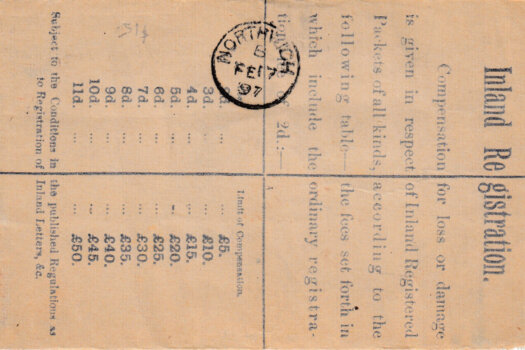 Inland Registration.
Compensation for loss or damage
is given in respect of Inland Registered
Packets of all kinds, according to the
following table—the fees set forth in
which include the ordinary registra-
tion of 2d.:—
Limit of Compensation.
2d. ... £5.
3d. ... £10.
4d. ... £15.
5d. ... £20.
6d. ... £25.
7d. ... £30.
8d. ... £35.
9d. ... £40.
10d. ... £45.
11d. ... £50.
Subject to the Conditions in the published Regulations as
to Registration of Inland Letters, &c.
A
NORTHWICH
B
FE 17
97